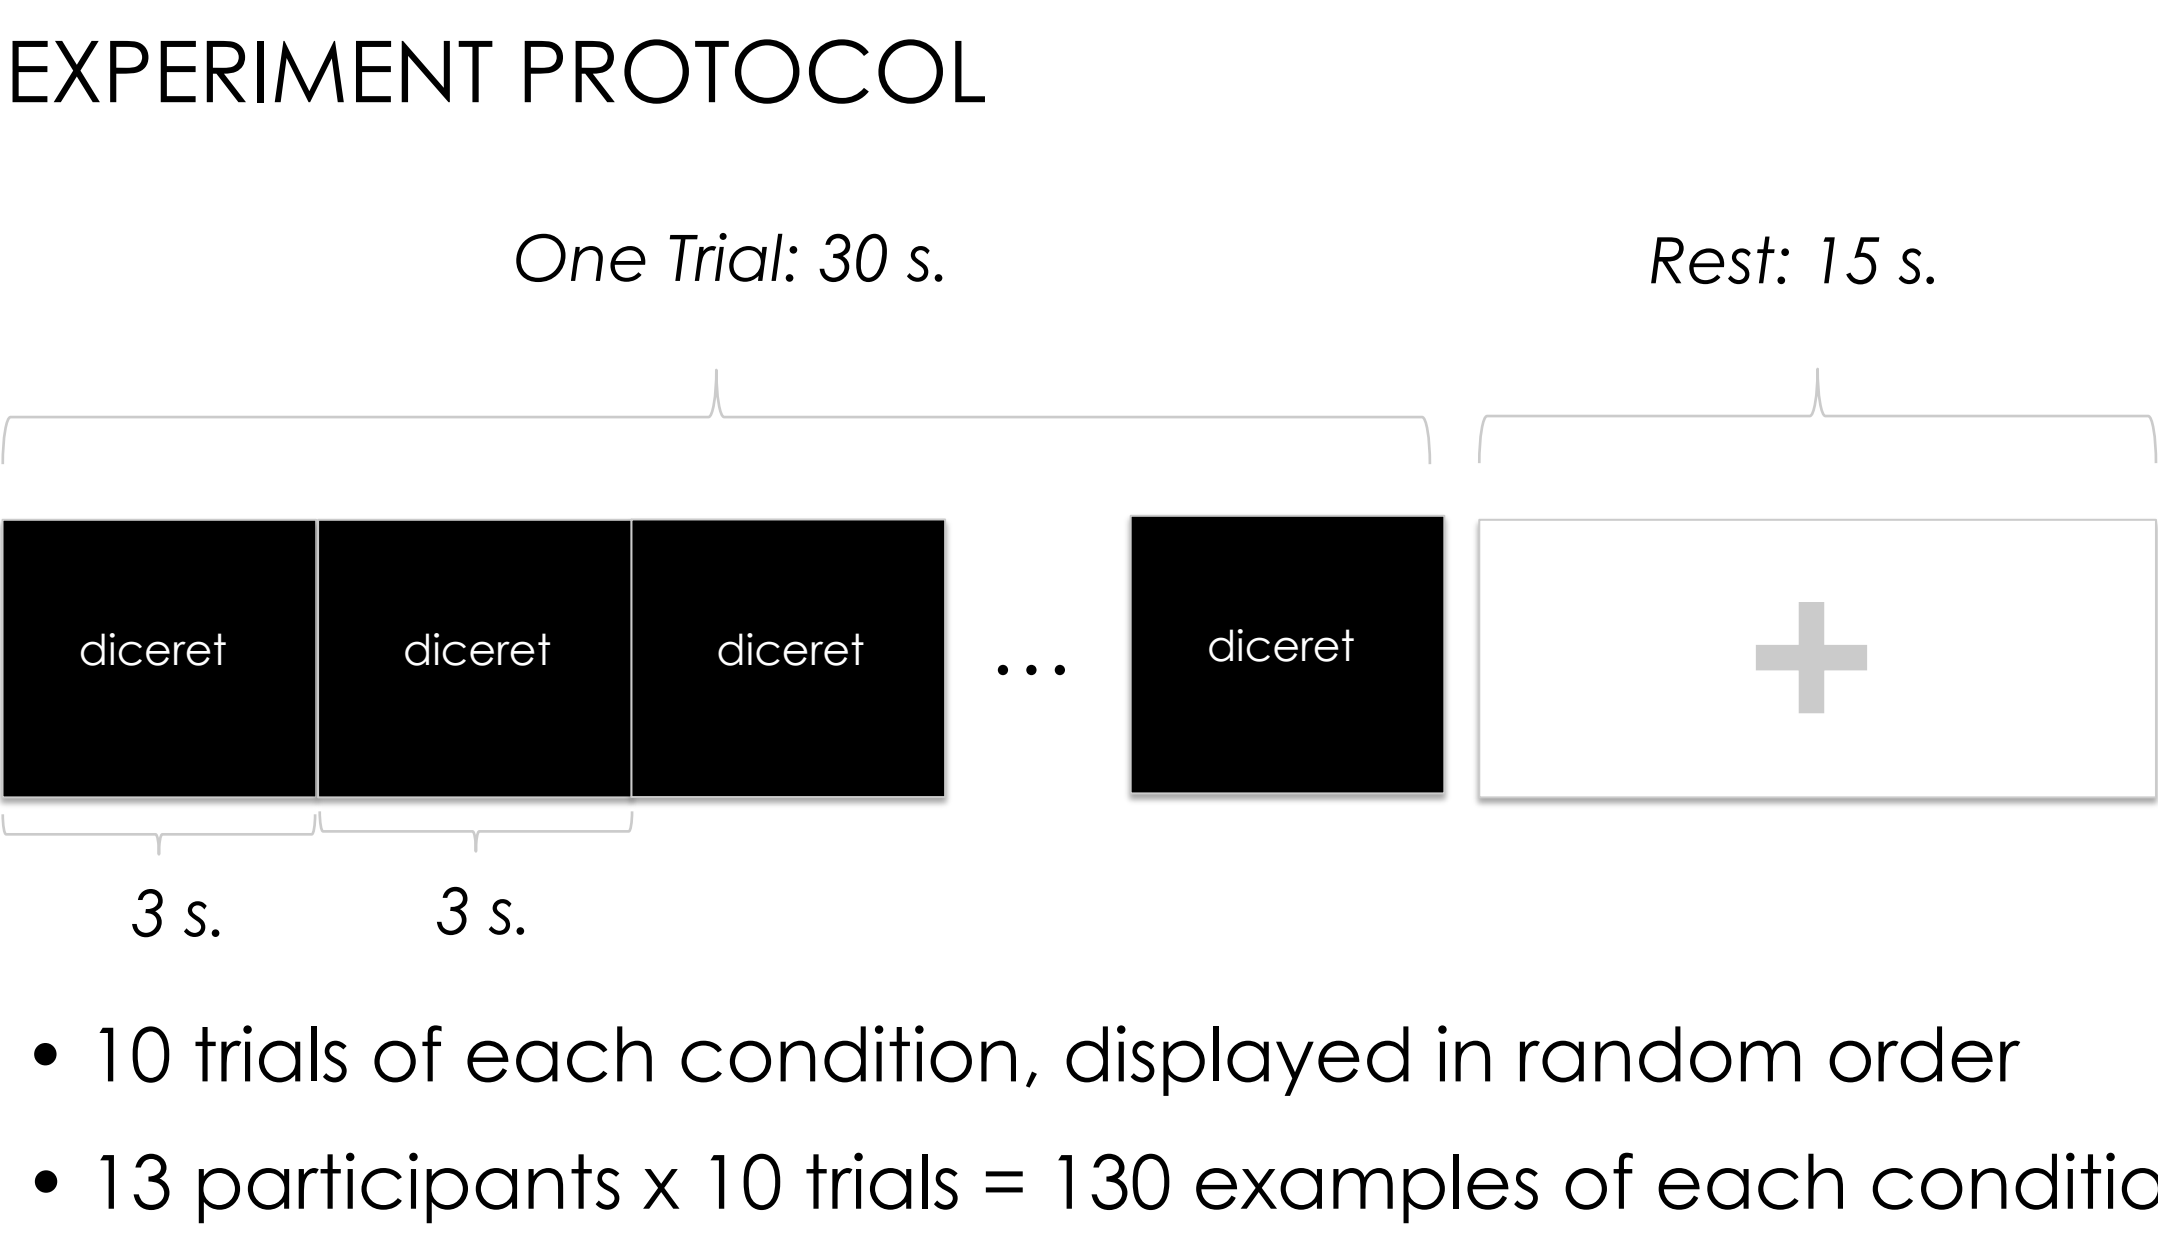 EXPERIMENT PROTOCOL
One Trial: 30 s.
Rest: 15 s.
diceret
diceret
diceret
...
diceret
3 s.
3 s.
• 10 trials of each condition, displayed in random order
• 13 participants x 10 trials = 130 examples of each conditio